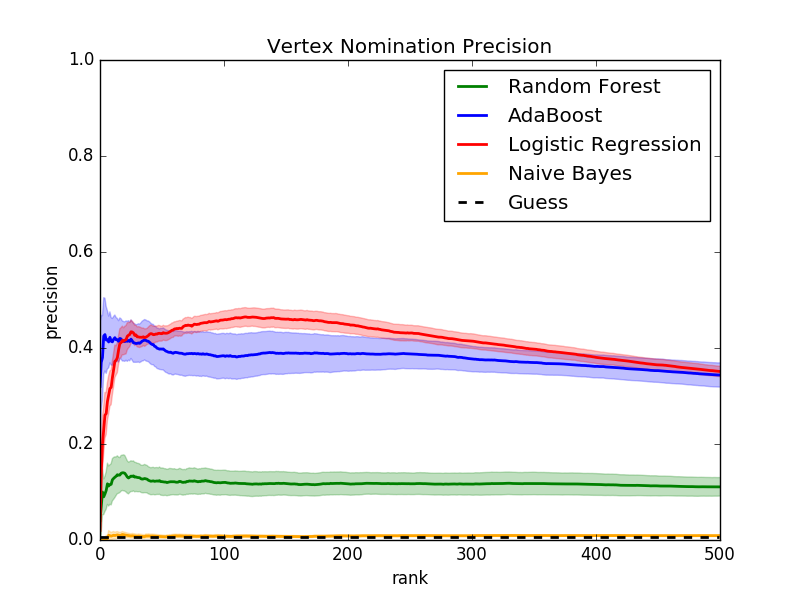 Vertex Nomination Precision
1.0
0.8
0.6
0.4
0.2
0.0
precision
Random Forest
AdaBoost
Logistic Regression
Naive Bayes
Guess
0 100 200 300 400 500
rank